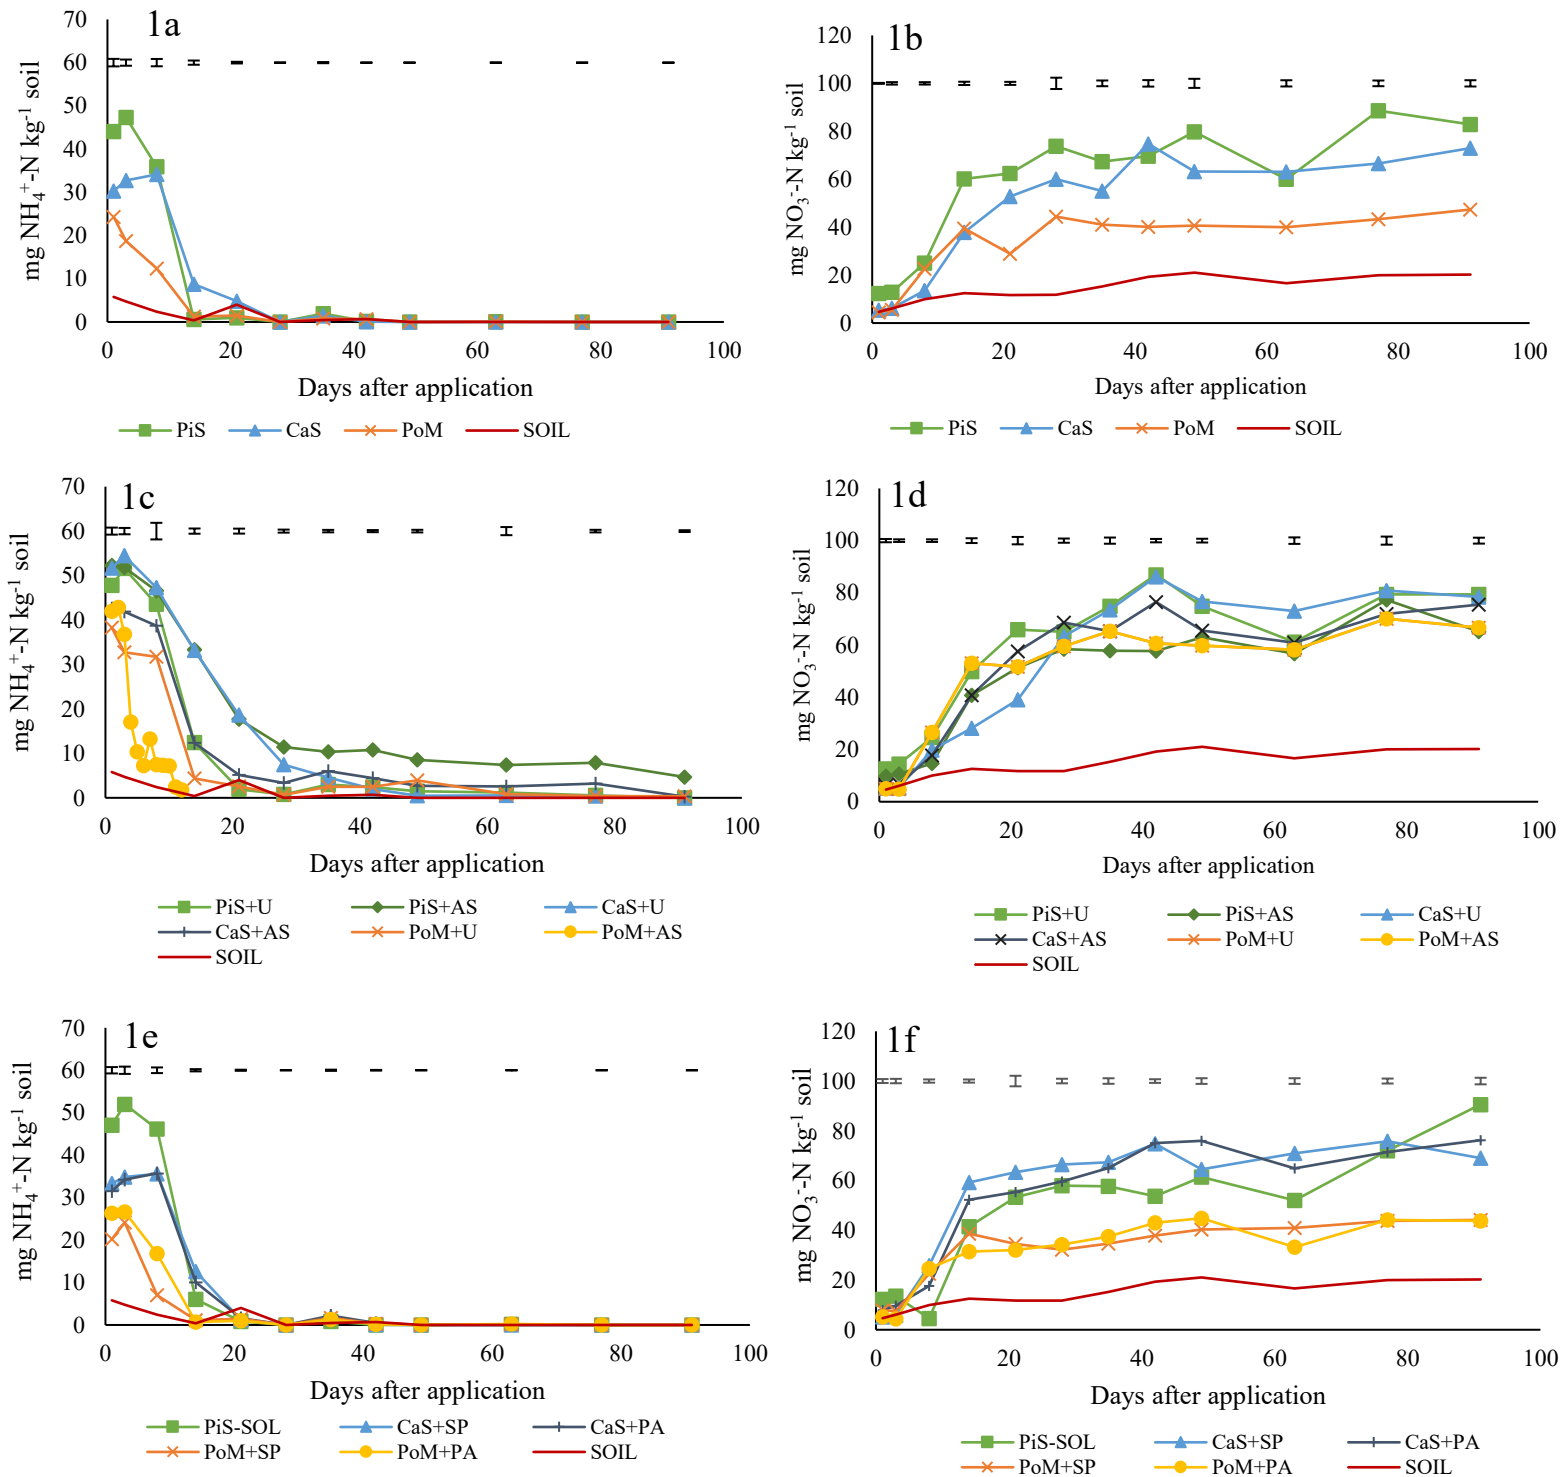 1a
mg NH₄⁺-N kg⁻¹ soil
70
60
50
40
30
20
10
0
0 20 40 60 80 100
Days after application
PiS CaS PoM SOIL
1b
mg NO₃⁻-N kg⁻¹ soil
120
100
80
60
40
20
0
0 20 40 60 80 100
Days after application
PiS CaS PoM SOIL
1c
mg NH₄⁺-N kg⁻¹ soil
70
60
50
40
30
20
10
0
0 20 40 60 80 100
Days after application
PiS+U PiS+AS CaS+U
CaS+AS PoM+U PoM+AS
SOIL
1d
mg NO₃⁻-N kg⁻¹ soil
120
100
80
60
40
20
0
0 20 40 60 80 100
Days after application
PiS+U PiS+AS CaS+U
CaS+AS PoM+U PoM+AS
SOIL
1e
mg NH₄⁺-N kg⁻¹ soil
70
60
50
40
30
20
10
0
0 20 40 60 80 100
Days after application
PiS-SOL CaS+SP CaS+PA
PoM+SP PoM+PA SOIL
1f
mg NO₃⁻-N kg⁻¹ soil
120
100
80
60
40
20
0
0 20 40 60 80 100
Days after application
PiS-SOL CaS+SP CaS+PA
PoM+SP PoM+PA SOIL